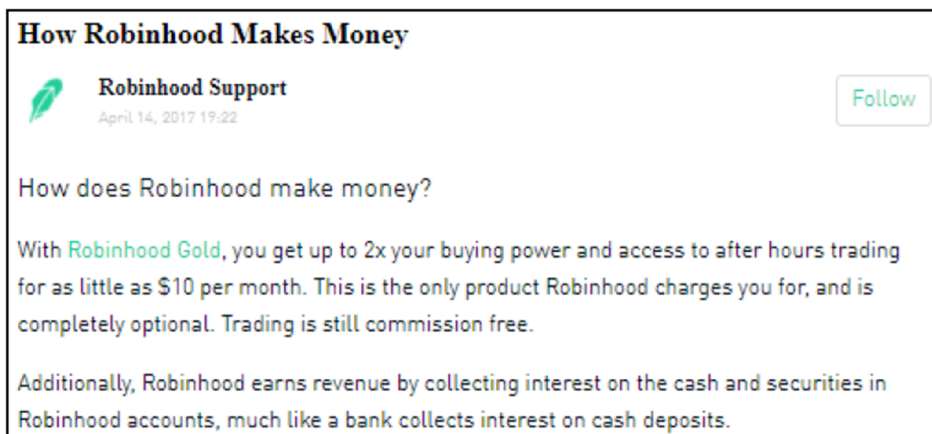 How Robinhood Makes Money
Robinhood Support
April 14, 2017 19:22
Follow
How does Robinhood make money?
With Robinhood Gold, you get up to 2x your buying power and access to after hours trading
for as little as $10 per month. This is the only product Robinhood charges you for, and is
completely optional. Trading is still commission free.
Additionally, Robinhood earns revenue by collecting interest on the cash and securities in
Robinhood accounts, much like a bank collects interest on cash deposits.